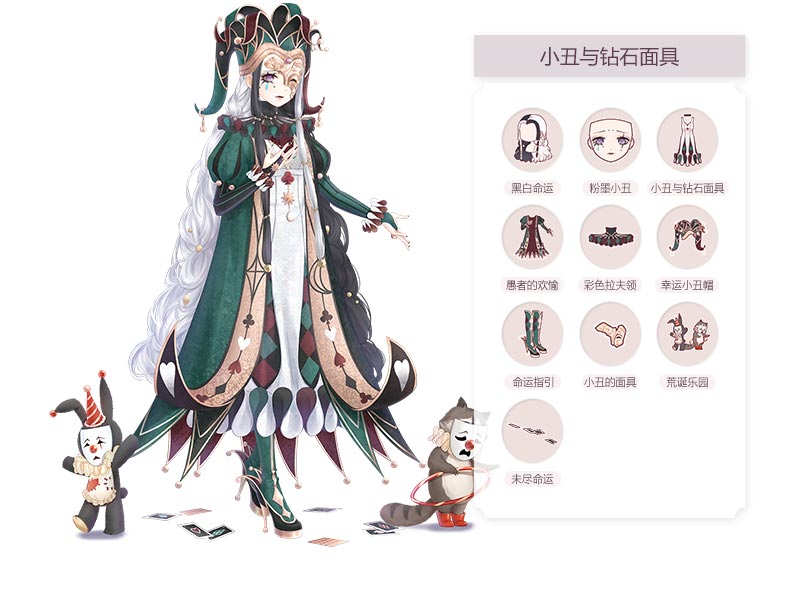 小丑与钻石面具
黑白命运
粉墨小丑
小丑与钻石面具
愚者的欢愉
彩色拉夫领
幸运小丑帽
命运指引
小丑的面具
荒诞乐园
未尽命运